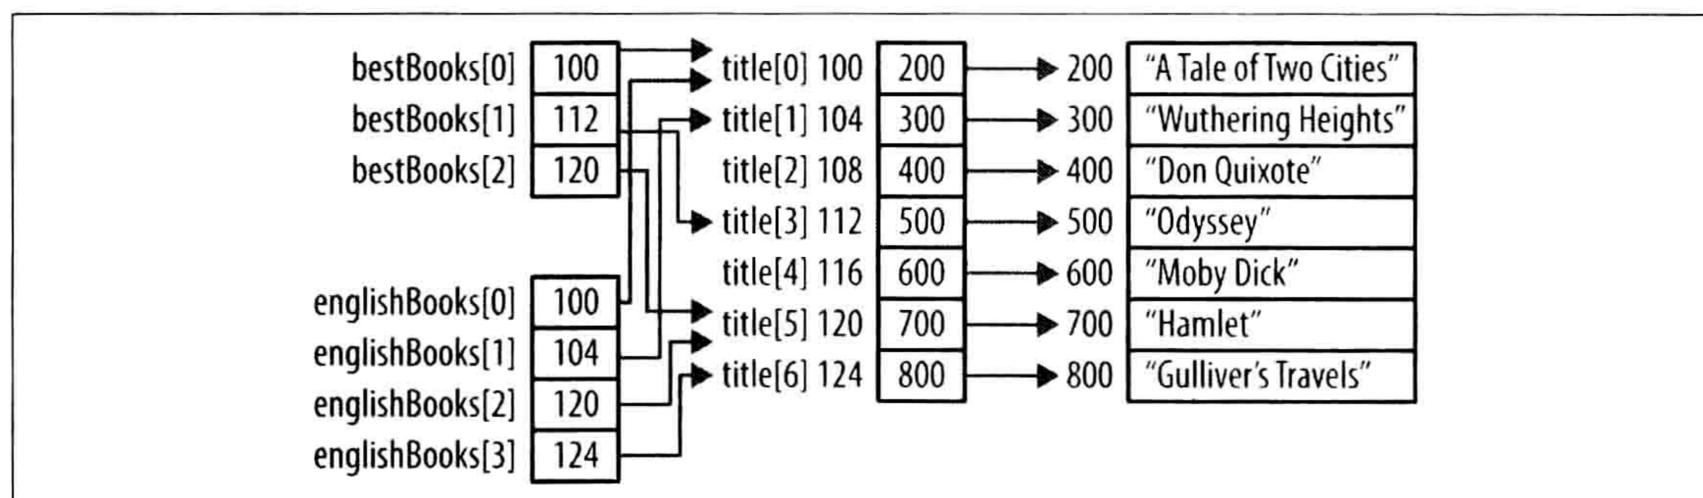 bestBooks[0] 100 title[0] 100 200 200 “A Tale of Two Cities”
bestBooks[1] 112 title[1] 104 300 300 “Wuthering Heights”
bestBooks[2] 120 title[2] 108 400 400 “Don Quixote”
title[3] 112 500 500 “Odyssey”
title[4] 116 600 600 “Moby Dick”
englishBooks[0] 100 title[5] 120 700 700 “Hamlet”
englishBooks[1] 104 title[6] 124 800 800 “Gulliver’s Travels”
englishBooks[2] 120
englishBooks[3] 124